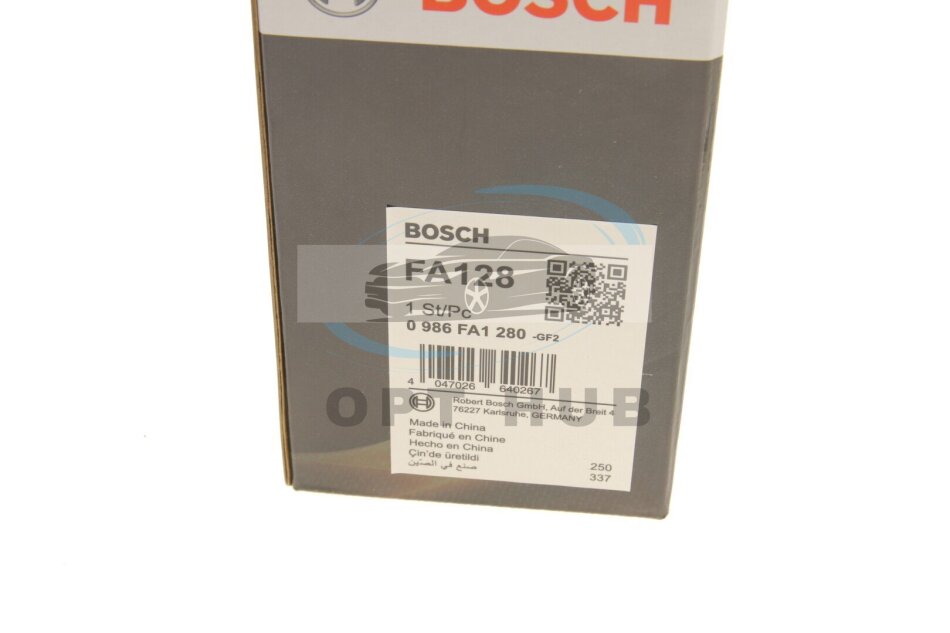 BOSCH
BOSCH
FA128
1 St/Pc
0 986 FA1 280 -GF2
4 047026 640267
Robert Bosch GmbH, Auf der Breit 4
76227 Karlsruhe, GERMANY
OPT HUB
Made in China
Fabriqué en Chine
Hecho en China
Çin'de üretildi
صنع في الصّين
250
337